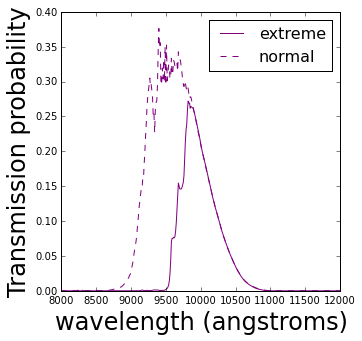 0.40
0.35
0.30
0.25
0.20
0.15
0.10
0.05
0.00
Transmission probability
extreme
normal
8000 8500 9000 9500 10000 10500 11000 11500 12000
wavelength (angstroms)